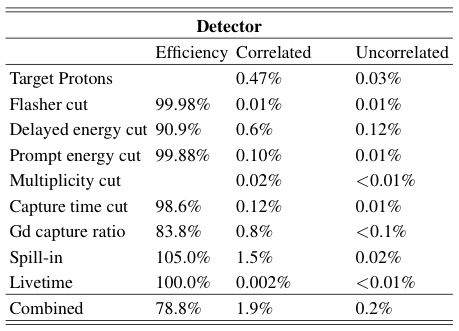 Detector
Efficiency Correlated Uncorrelated
Target Protons 0.47% 0.03%
Flasher cut 99.98% 0.01% 0.01%
Delayed energy cut 90.9% 0.6% 0.12%
Prompt energy cut 99.88% 0.10% 0.01%
Multiplicity cut 0.02% <0.01%
Capture time cut 98.6% 0.12% 0.01%
Gd capture ratio 83.8% 0.8% <0.1%
Spill-in 105.0% 1.5% 0.02%
Livetime 100.0% 0.002% <0.01%
Combined 78.8% 1.9% 0.2%